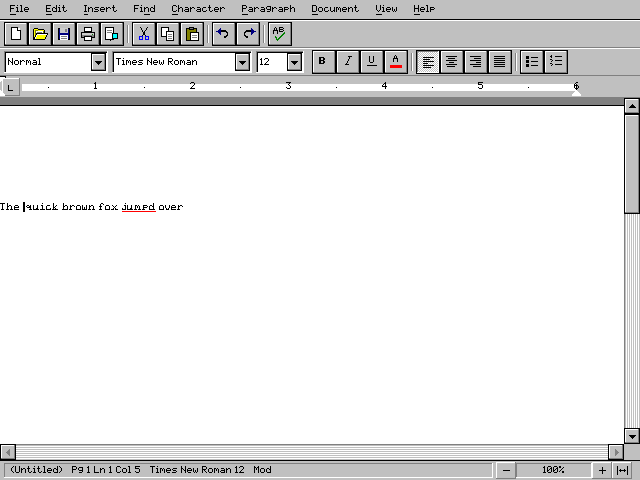 File Edit Insert Find Character Paragraph Document View Help
AB
Normal Times New Roman 12 B I U A
L 1 2 3 4 5 6
The quick brown fox jumpd over
(Untitled) Pg 1 Ln 1 Col 5 Times New Roman 12 Mod 100%